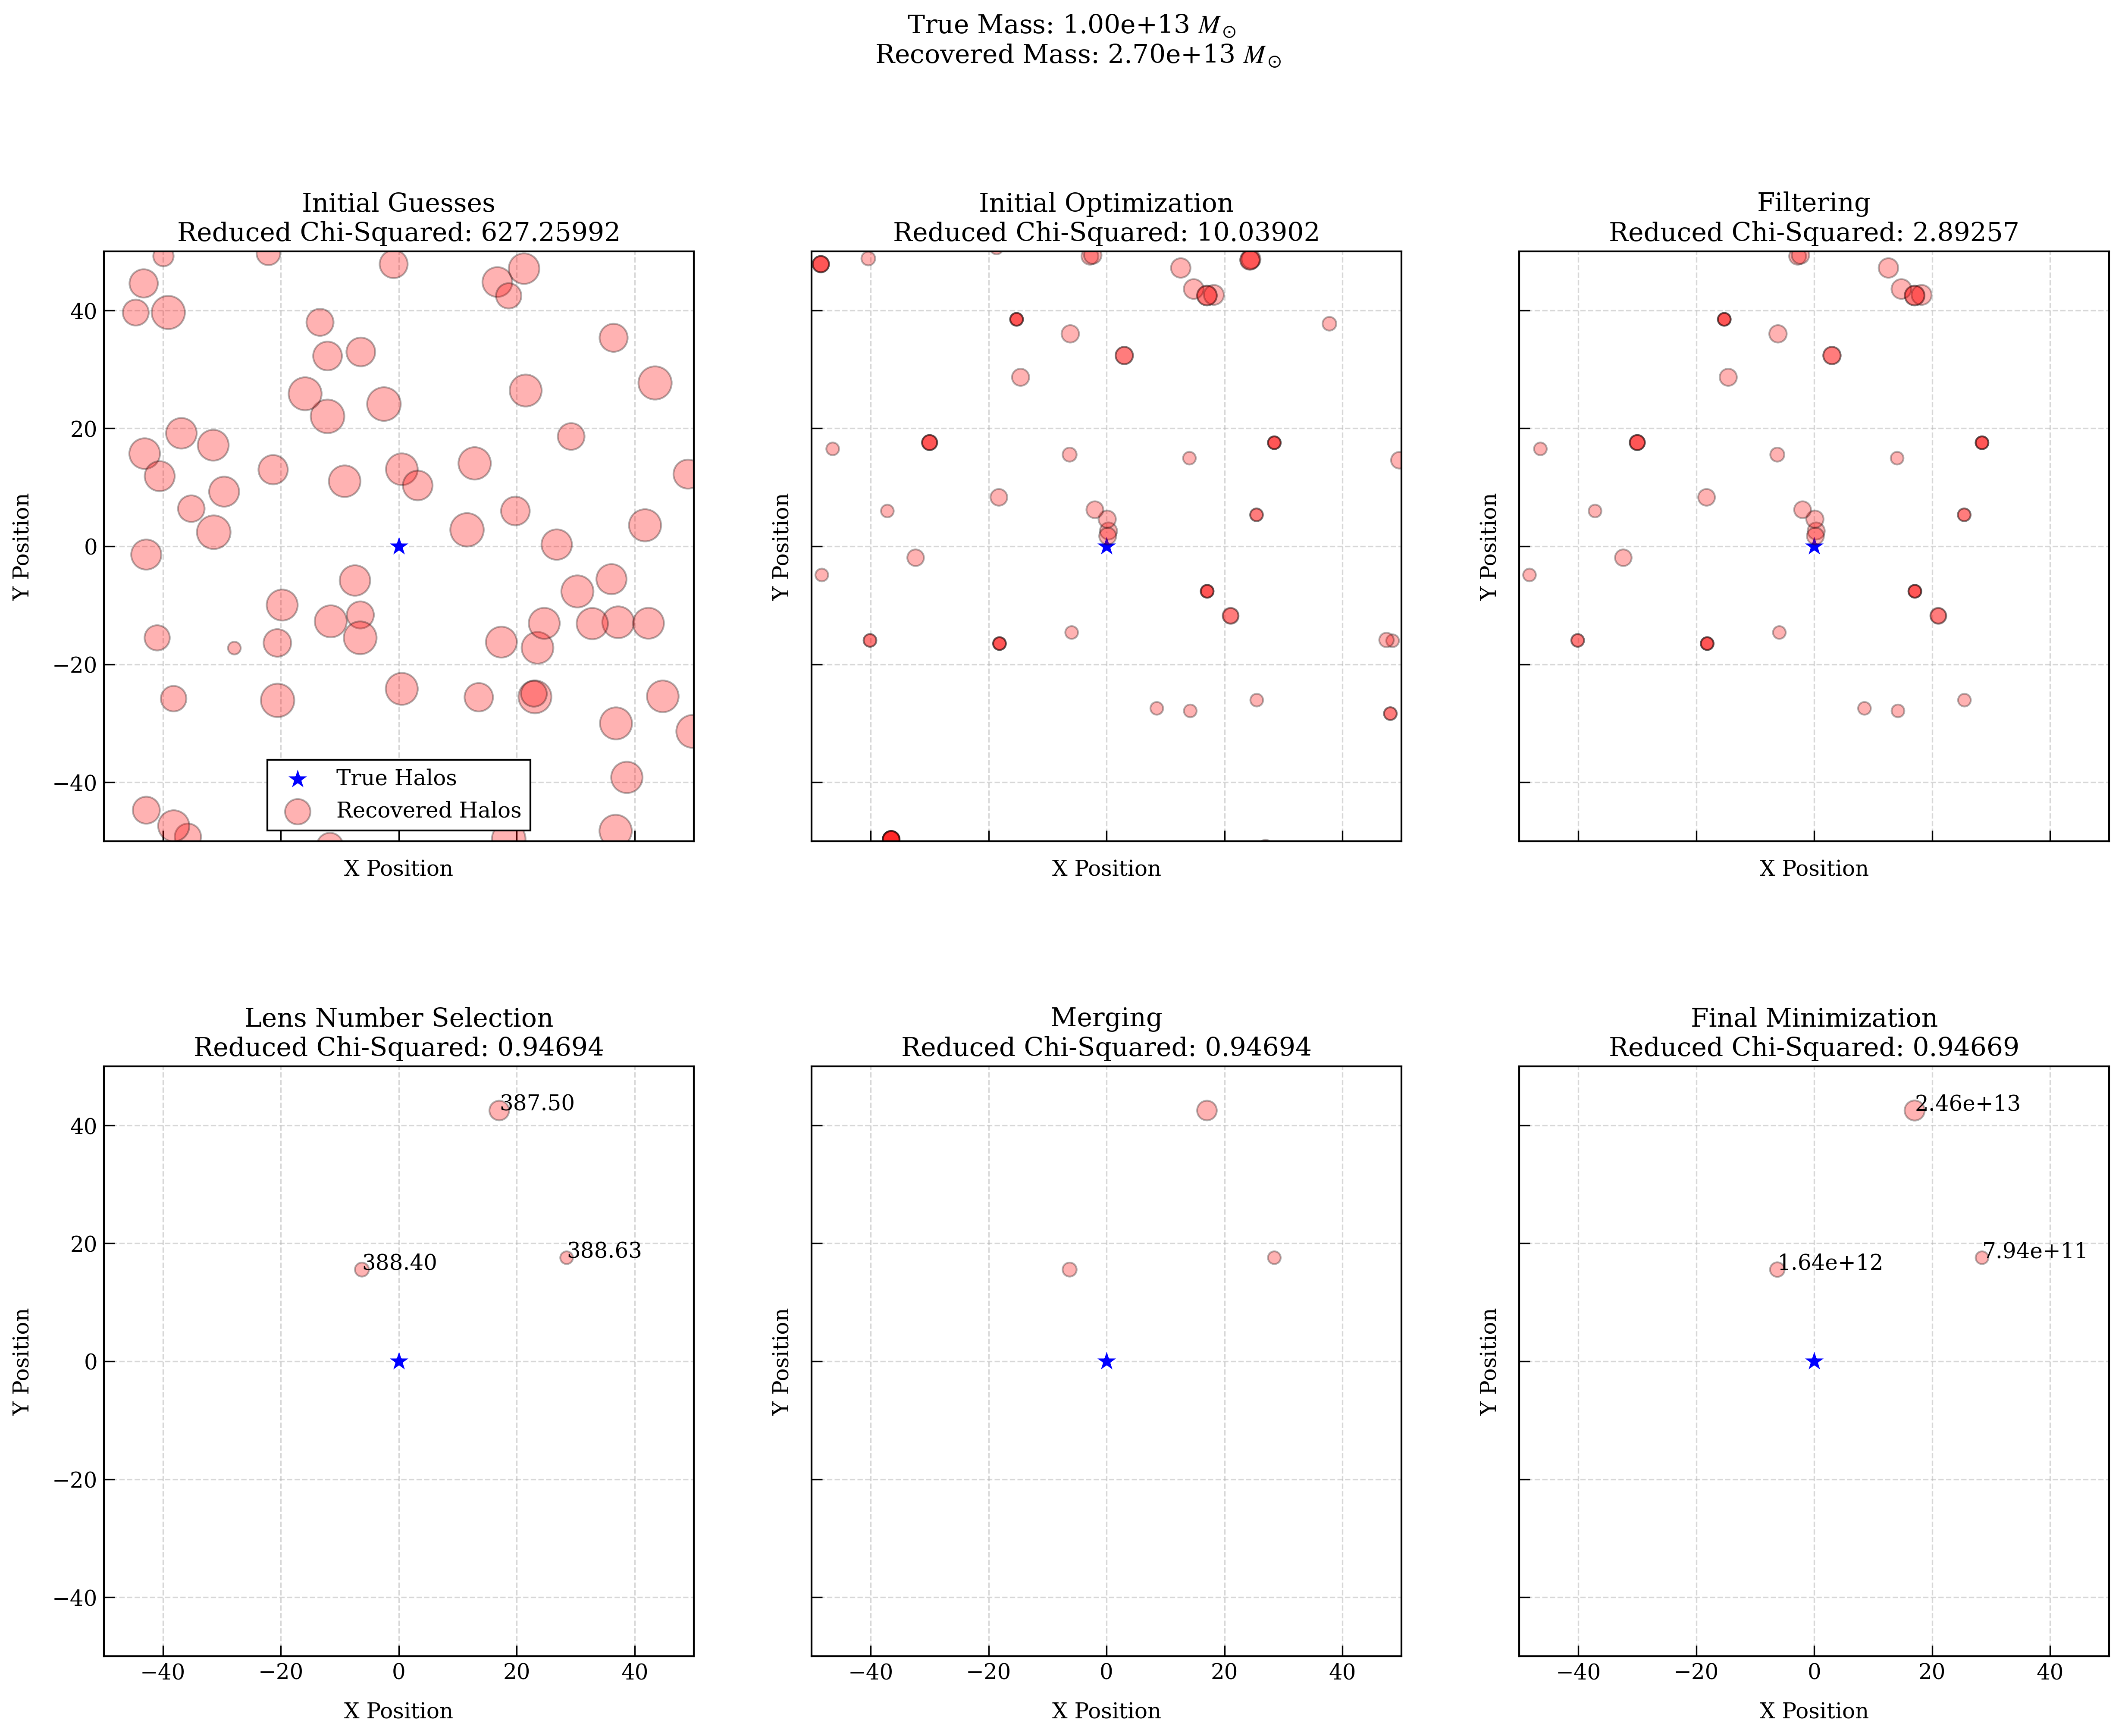 True Mass: 1.00e+13 M⊙
Recovered Mass: 2.70e+13 M⊙
Initial Guesses
Reduced Chi-Squared: 627.25992
Y Position
40
20
0
−20
−40
True Halos
Recovered Halos
X Position
Initial Optimization
Reduced Chi-Squared: 10.03902
Y Position
X Position
Filtering
Reduced Chi-Squared: 2.89257
Y Position
X Position
Lens Number Selection
Reduced Chi-Squared: 0.94694
Y Position
40
20
0
−20
−40
387.50
388.63
388.40
−40 −20 0 20 40
X Position
Merging
Reduced Chi-Squared: 0.94694
Y Position
−40 −20 0 20 40
X Position
Final Minimization
Reduced Chi-Squared: 0.94669
Y Position
2.46e+13
7.94e+11
1.64e+12
−40 −20 0 20 40
X Position